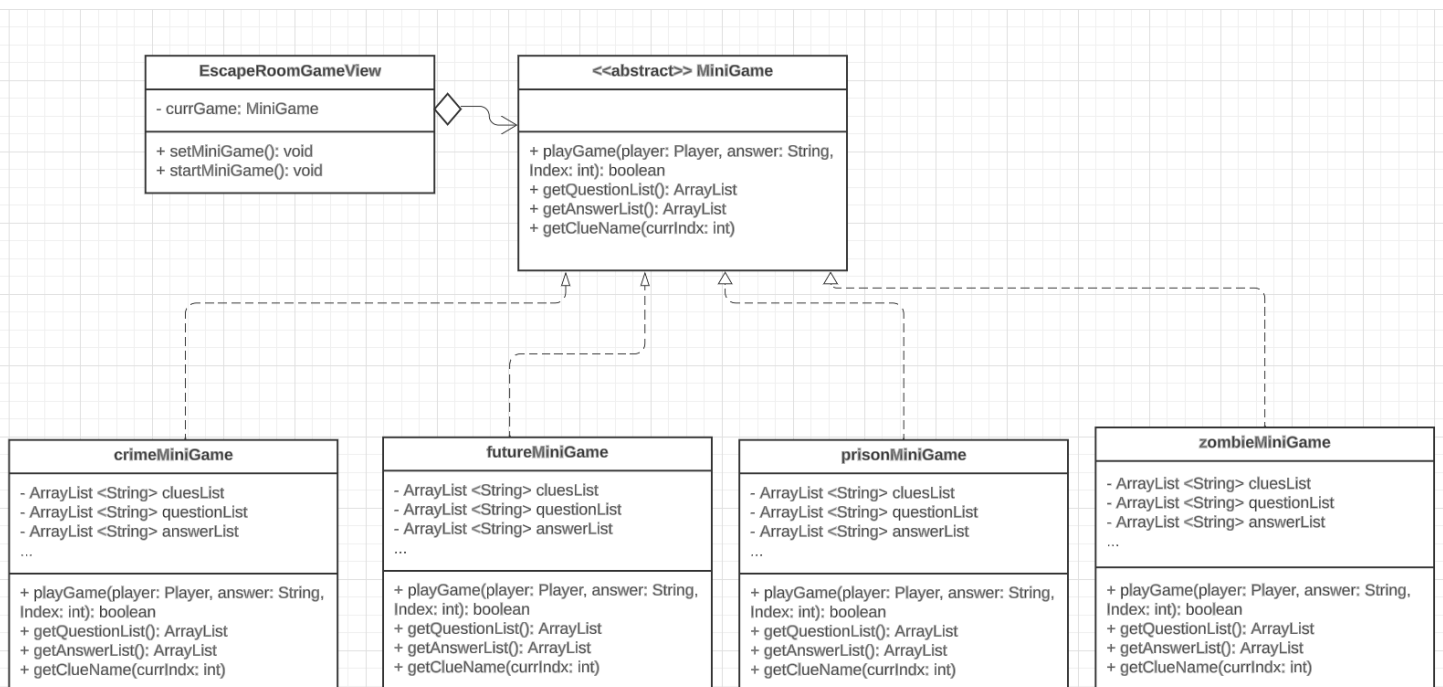 EscapeRoomGameView
- currGame: MiniGame
+ setMiniGame(): void
+ startMiniGame(): void
<<abstract>> MiniGame
+ playGame(player: Player, answer: String,
Index: int): boolean
+ getQuestionList(): ArrayList
+ getAnswerList(): ArrayList
+ getClueName(currIndx: int)
crimeMiniGame
- ArrayList <String> cluesList
- ArrayList <String> questionList
- ArrayList <String> answerList
...
+ playGame(player: Player, answer: String,
Index: int): boolean
+ getQuestionList(): ArrayList
+ getAnswerList(): ArrayList
+ getClueName(currIndx: int)
futureMiniGame
- ArrayList <String> cluesList
- ArrayList <String> questionList
- ArrayList <String> answerList
...
+ playGame(player: Player, answer: String,
Index: int): boolean
+ getQuestionList(): ArrayList
+ getAnswerList(): ArrayList
+ getClueName(currIndx: int)
prisonMiniGame
- ArrayList <String> cluesList
- ArrayList <String> questionList
- ArrayList <String> answerList
...
+ playGame(player: Player, answer: String,
Index: int): boolean
+ getQuestionList(): ArrayList
+ getAnswerList(): ArrayList
+ getClueName(currIndx: int)
zombieMiniGame
- ArrayList <String> cluesList
- ArrayList <String> questionList
- ArrayList <String> answerList
...
+ playGame(player: Player, answer: String,
Index: int): boolean
+ getQuestionList(): ArrayList
+ getAnswerList(): ArrayList
+ getClueName(currIndx: int)